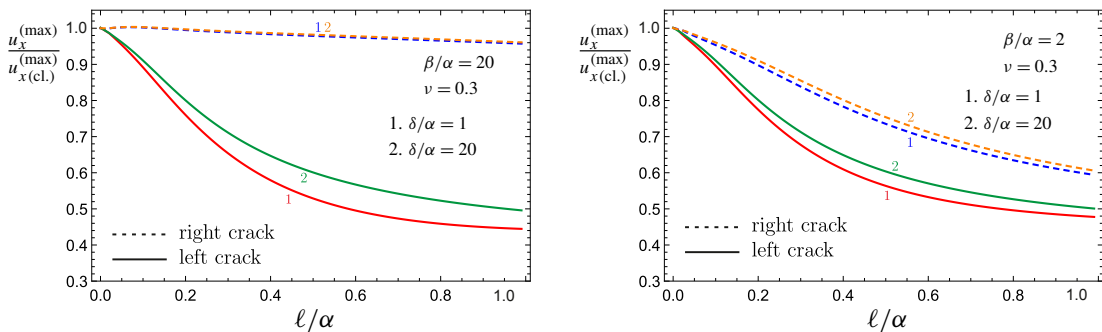 u_x^(max)
u_x(cl.)^(max)
1.0
0.9
0.8
0.7
0.6
0.5
0.4
0.3
1 2
β/α = 20
ν = 0.3
1. δ/α = 1
2. δ/α = 20
2
1
right crack
left crack
0.0 0.2 0.4 0.6 0.8 1.0
ℓ/α
u_x^(max)
u_x(cl.)^(max)
1.0
0.9
0.8
0.7
0.6
0.5
0.4
0.3
β/α = 2
ν = 0.3
1. δ/α = 1
2. δ/α = 20
2
1
2
1
right crack
left crack
0.0 0.2 0.4 0.6 0.8 1.0
ℓ/α